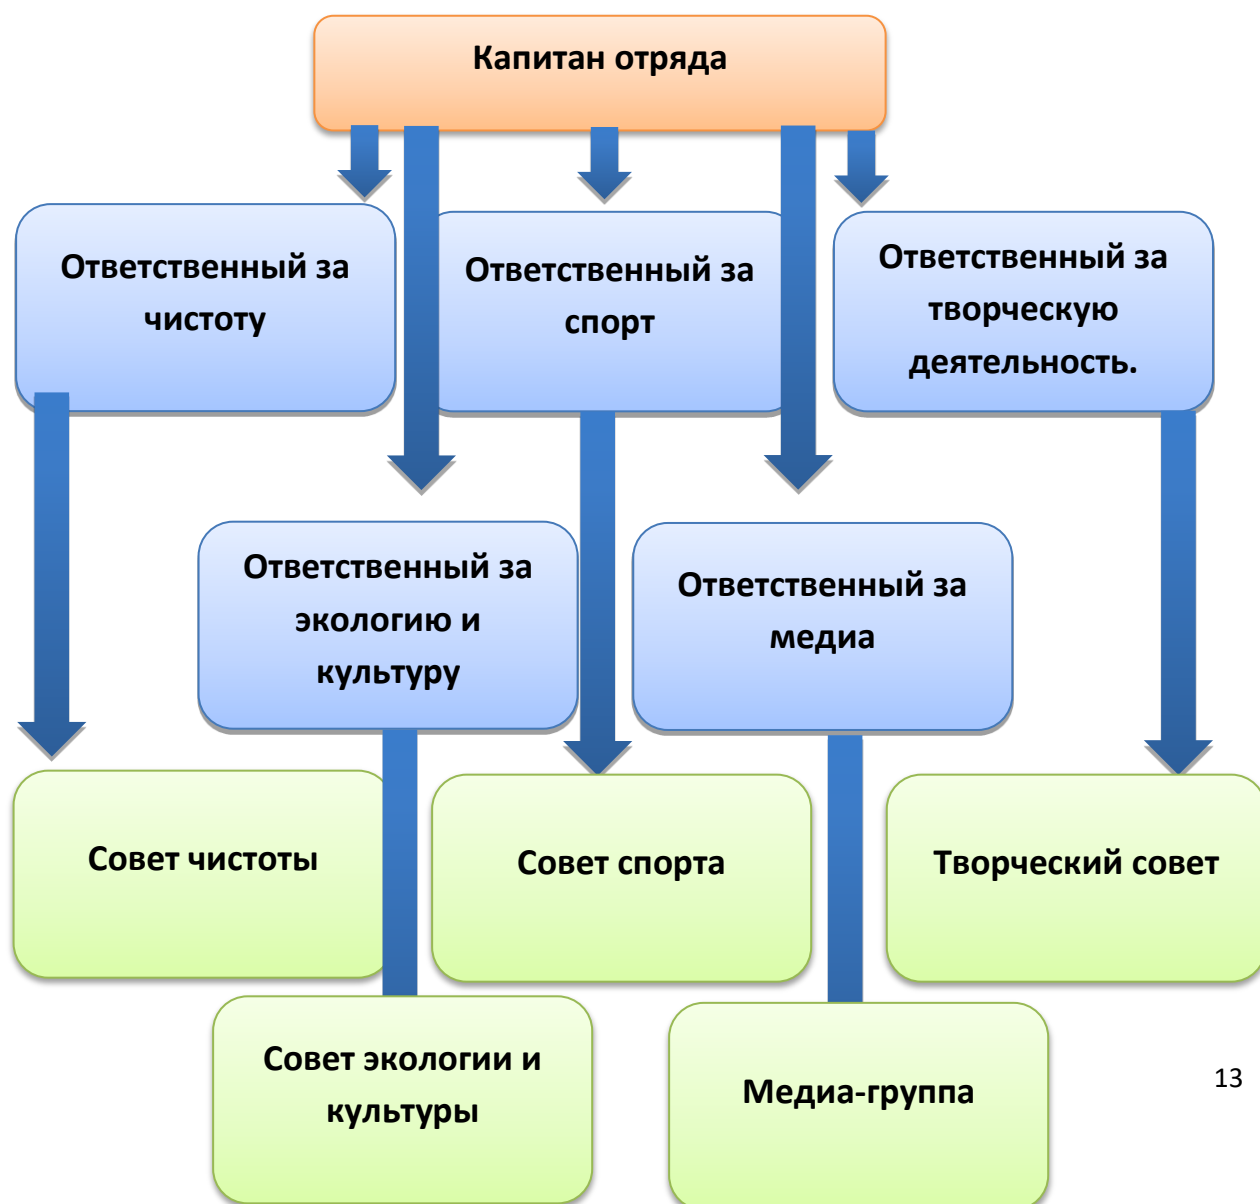 Капитан отряда
Ответственный за
чистоту
Ответственный за
спорт
Ответственный за
творческую
деятельность.
Ответственный за
экологию и
культуру
Ответственный за
медиа
Совет чистоты
Совет спорта
Творческий совет
Совет экологии и
культуры
Медиа-группа
13